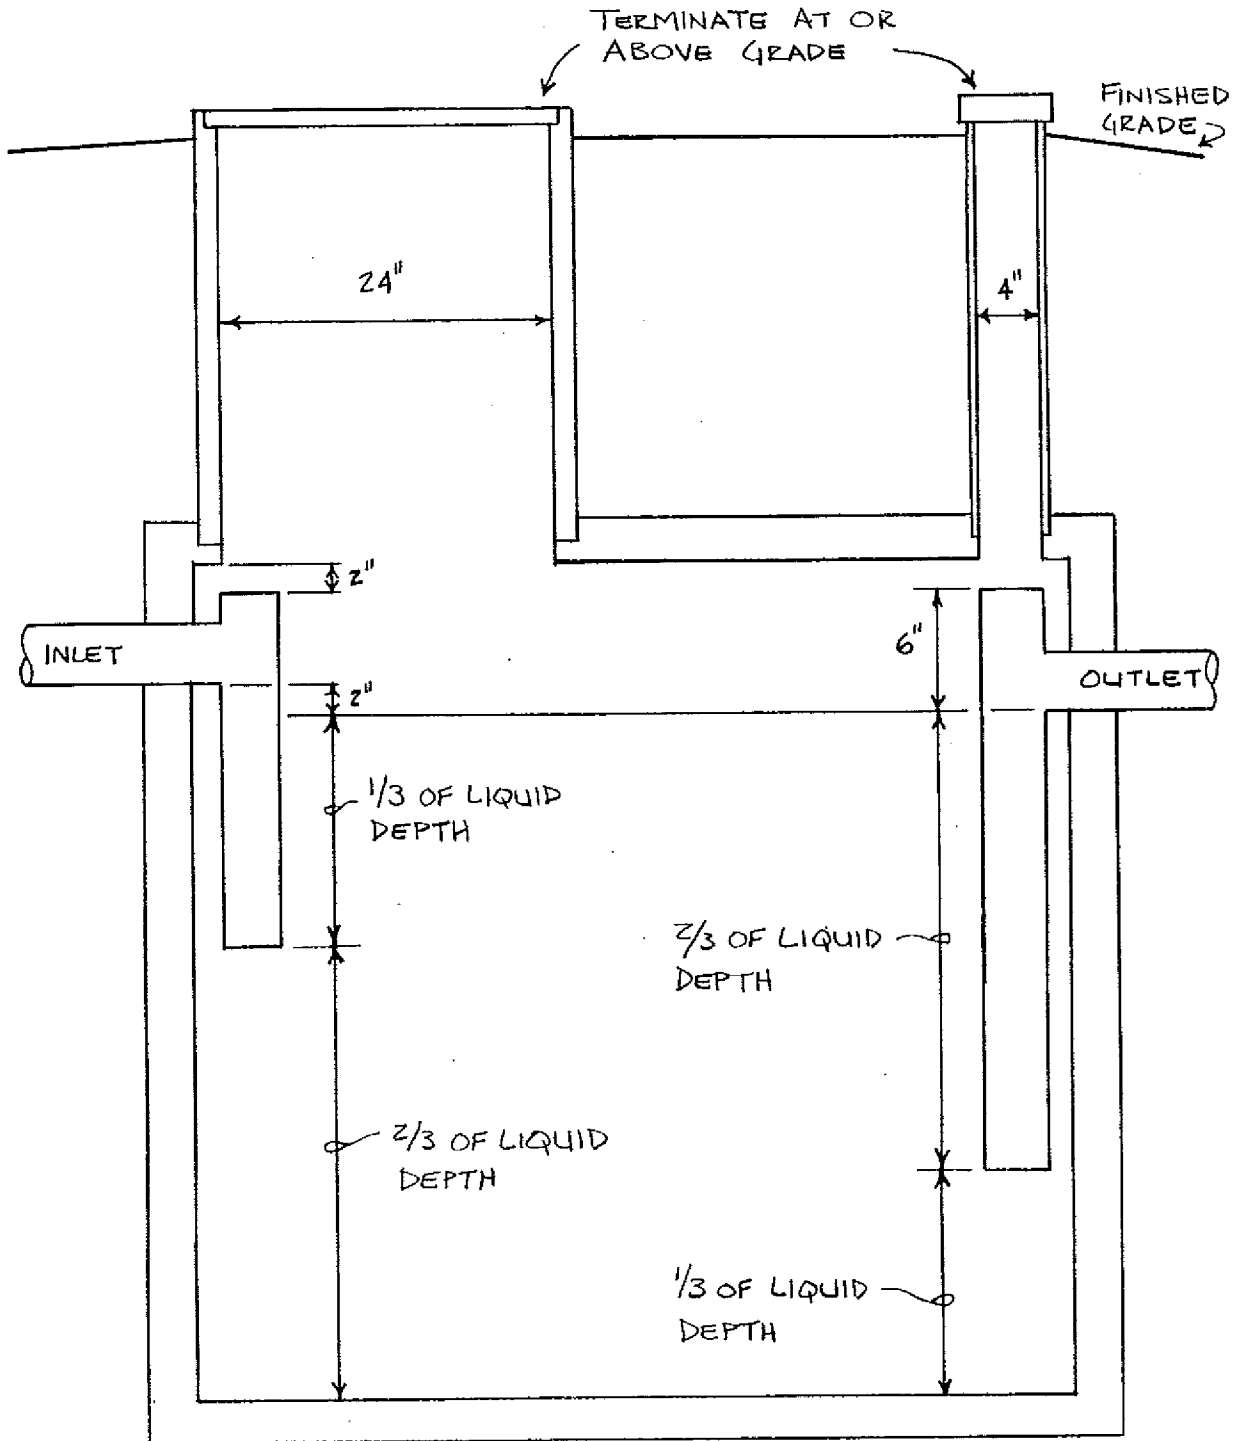 TERMINATE AT OR
ABOVE GRADE
FINISHED
GRADE
24"
4"
2"
6"
INLET
OUTLET
2"
1/3 OF LIQUID
DEPTH
2/3 OF LIQUID
DEPTH
2/3 OF LIQUID
DEPTH
1/3 OF LIQUID
DEPTH